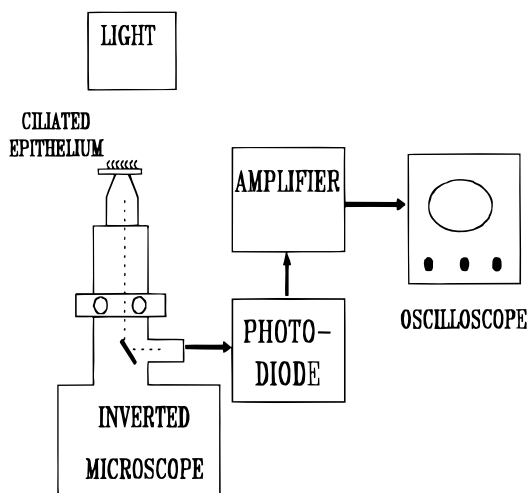 LIGHT
CILIATED
EPITHELIUM
AMPLIFIER
OSCILLOSCOPE
PHOTO-
DIODE
INVERTED
MICROSCOPE